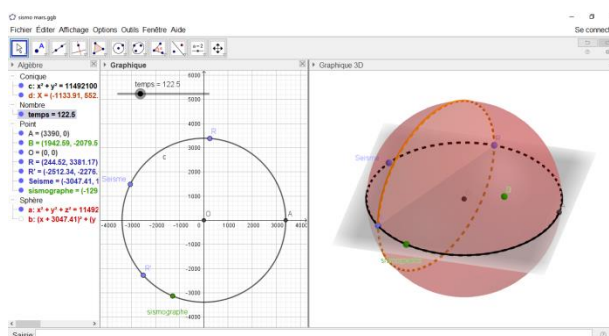 sismo mars.ggb
Fichier Éditer Affichage Options Outils Fenêtre Aide
Se connect
Algèbre
Conique
c: x² + y² = 11492100
d: X = (-1133.91, 552.
Nombre
temps = 122.5
Point
A = (3390, 0)
B = (1942.59, -2079.5
O = (0, 0)
R = (244.52, 3381.17)
R' = (-2512.34, -2276.
Seisme = (-3047.41, 1
sismographe = (-129
Sphère
a: x² + y² + z² = 11492
b: (x + 3047.41)² + (y
Graphique
temps = 122.5
6000
5000
4000
3000
2000
1000
0
-4000 -3000 -2000 -1000 0 1000 2000 3000 4000
-1000
-2000
-3000
-4000
c
R
Seisme
O
A
R'
sismographe
Graphique 3D
Seisme
R
B
Saisie